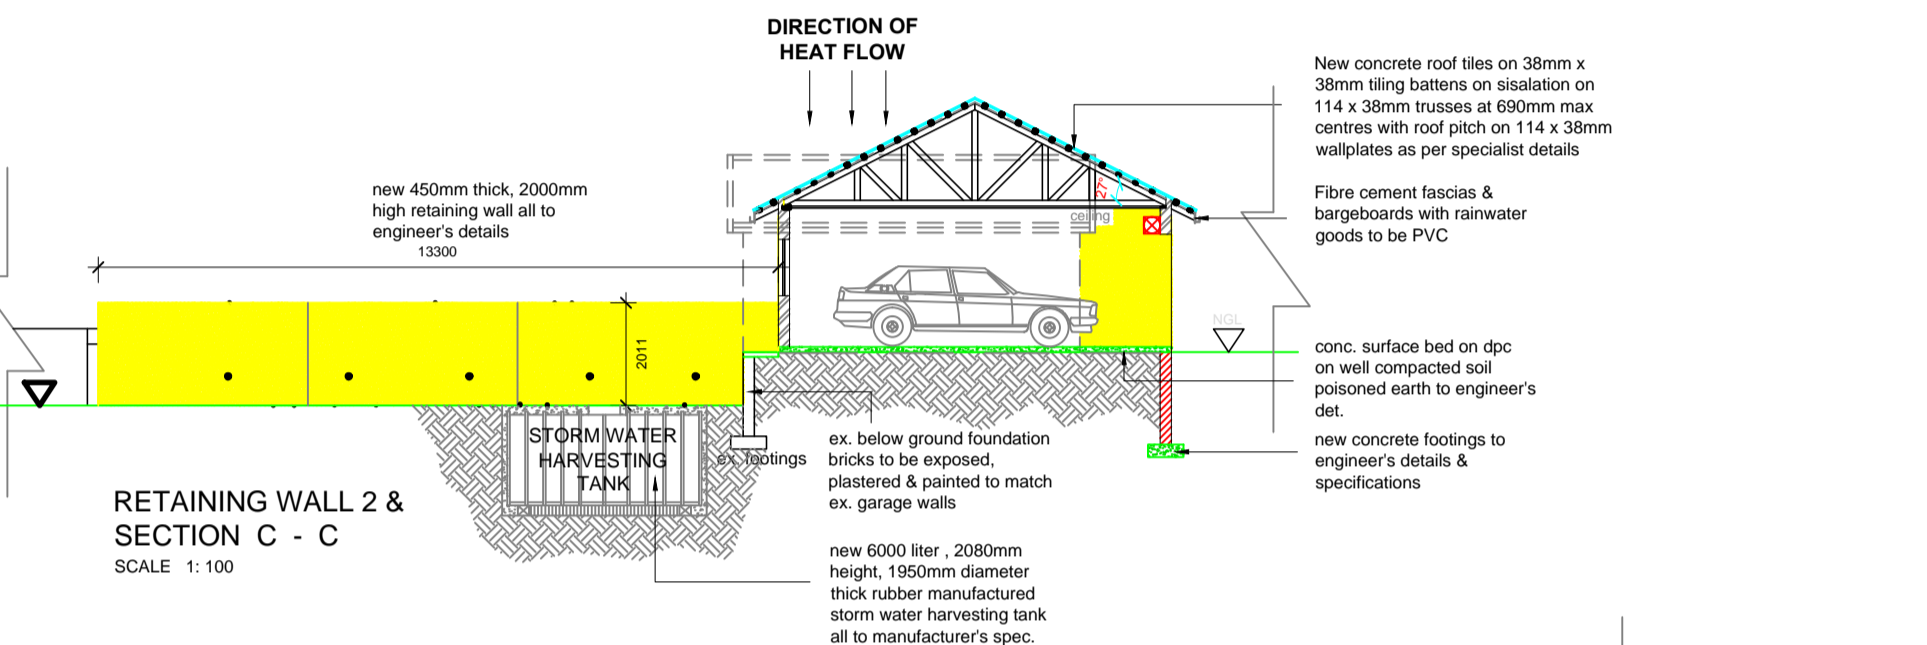 DIRECTION OF
HEAT FLOW
New concrete roof tiles on 38mm x
38mm tiling battens on sisalation on
114 x 38mm trusses at 690mm max
centres with roof pitch on 114 x 38mm
wallplates as per specialist details
new 450mm thick, 2000mm
high retaining wall all to
engineer's details
13300
27°
ceiling
Fibre cement fascias &
bargeboards with rainwater
goods to be PVC
NGL
2011
conc. surface bed on dpc
on well compacted soil
poisoned earth to engineer's
det.
STORM WATER
HARVESTING
TANK
ex. footings
ex. below ground foundation
bricks to be exposed,
plastered & painted to match
ex. garage walls
new concrete footings to
engineer's details &
specifications
RETAINING WALL 2 &
SECTION C - C
SCALE 1: 100
new 6000 liter , 2080mm
height, 1950mm diameter
thick rubber manufactured
storm water harvesting tank
all to manufacturer's spec.